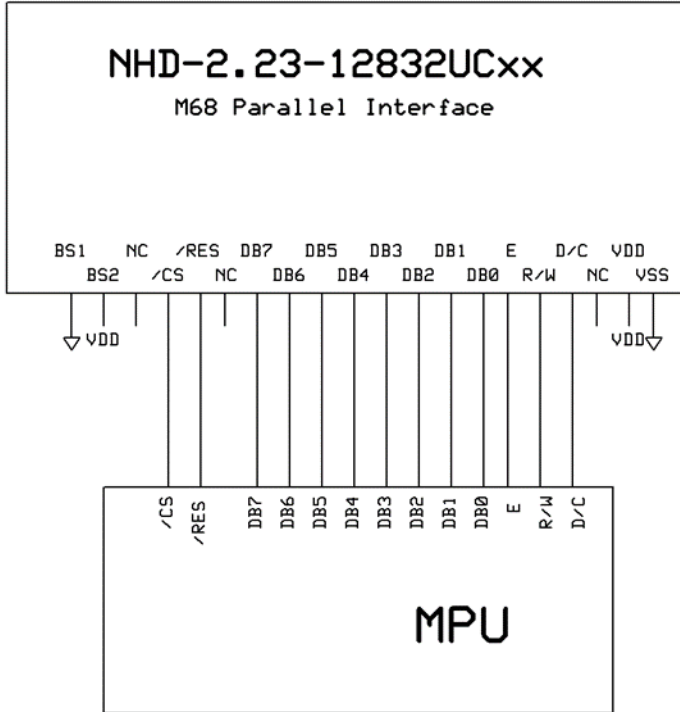 NHD-2.23-12832UCxx
M68 Parallel Interface
BS1 NC /RES DB7 DB5 DB3 DB1 E D/C VDD
BS2 /CS NC DB6 DB4 DB2 DB0 R/W NC VSS
VDD VDD
/CS /RES DB7 DB6 DB5 DB4 DB3 DB2 DB1 DB0 E R/W D/C
MPU